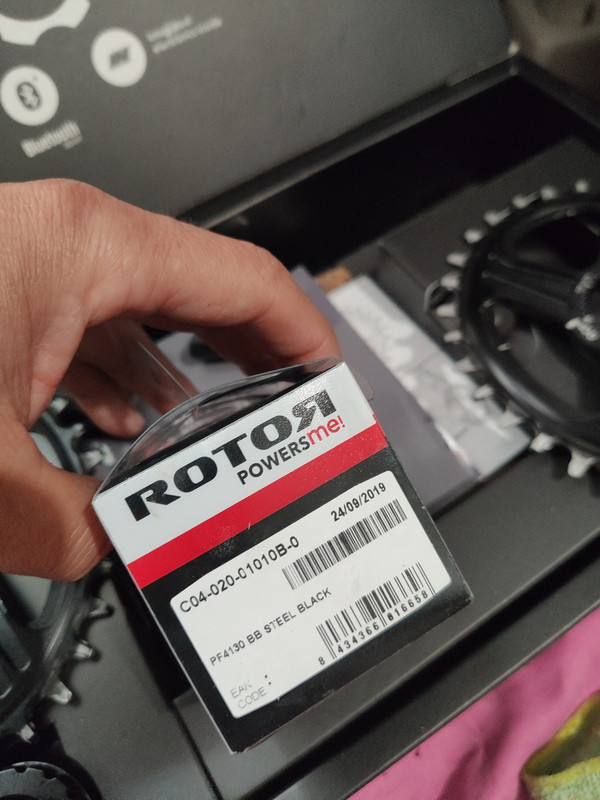 Bluetooth
ROTOR
POWERSme!
24/09/2019
C04-020-01010B-0
PF4130 BB STEEL BLACK
EAN
CODE :
8 434366 816658